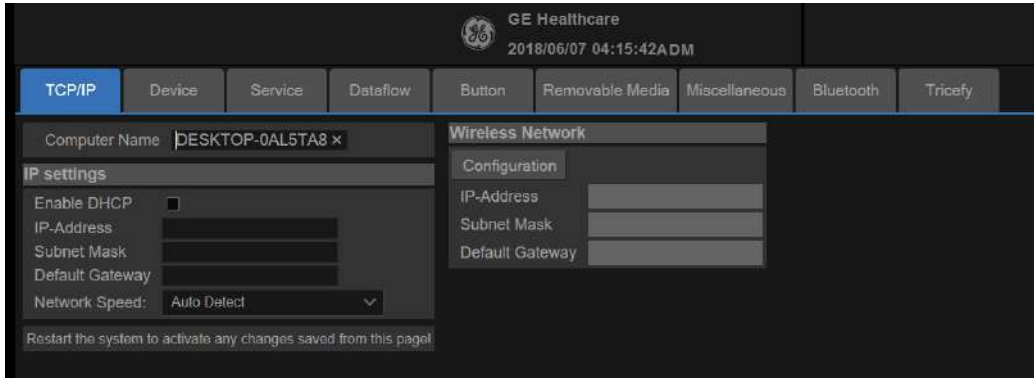 GE Healthcare
2018/06/07 04:15:42ADM
TCP/IP Device Service Dataflow Button Removable Media Miscellaneous Bluetooth Tricefy
Computer Name DESKTOP-0AL5TA8 ×
IP settings
Enable DHCP
IP-Address
Subnet Mask
Default Gateway
Network Speed: Auto Detect
Restart the system to activate any changes saved from this page!
Wireless Network
Configuration
IP-Address
Subnet Mask
Default Gateway